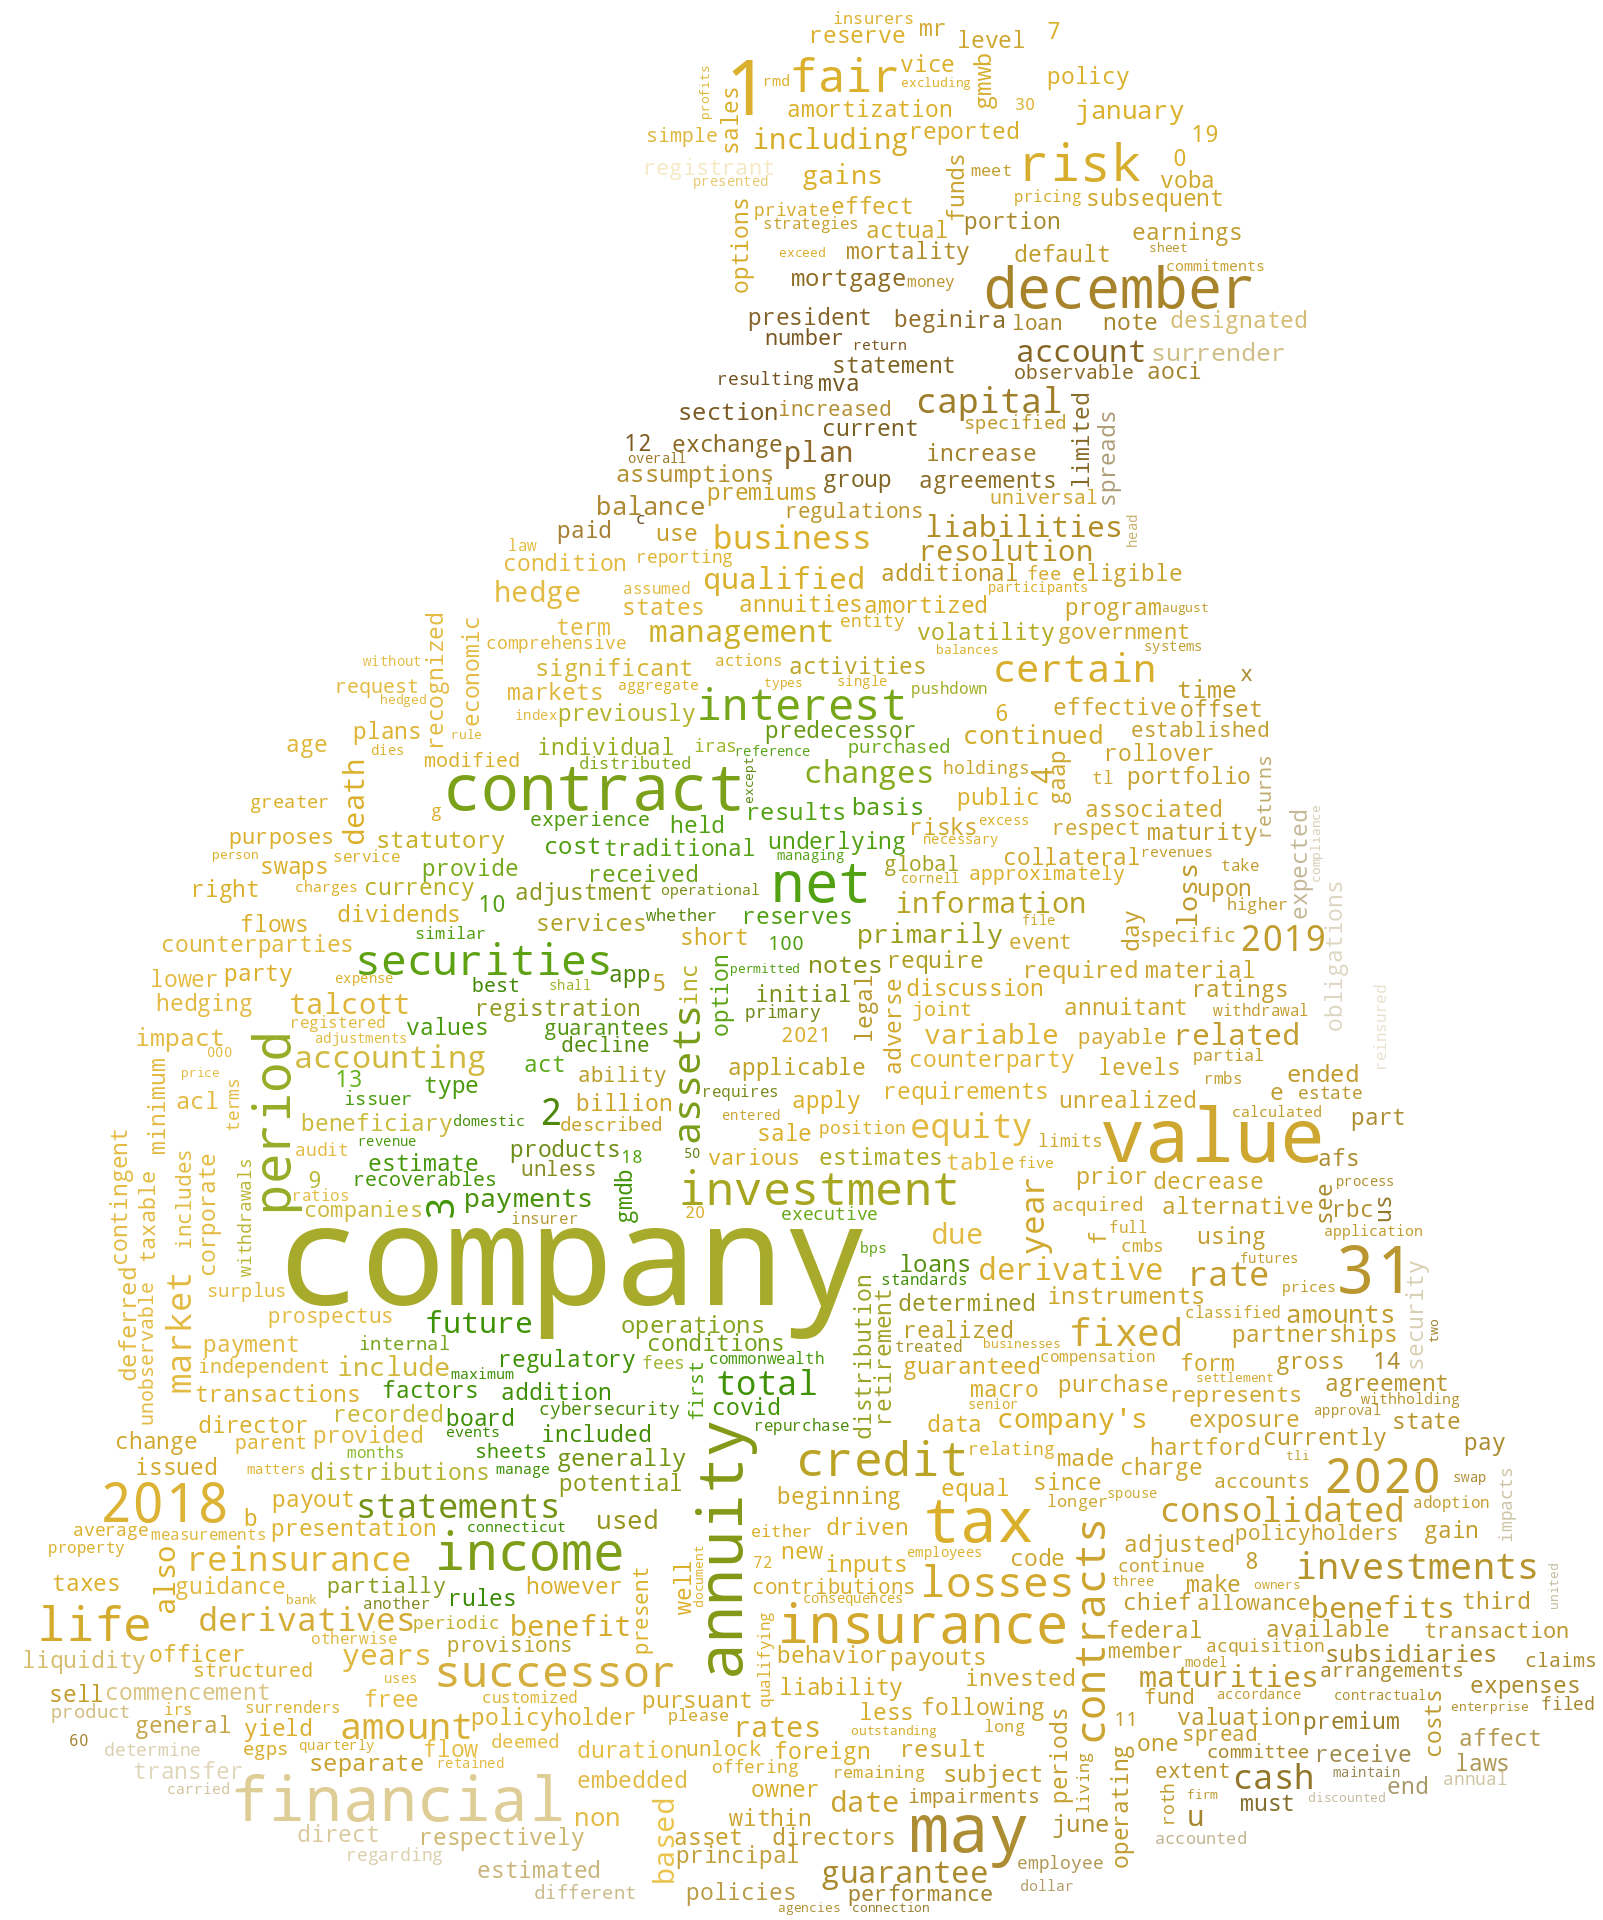 insurers
reserve mr level 7
1 rmd fair vice excluding gmwb policy
profits sales amortization 30 january
simple including reported 19
registrant presented gains funds meet risk 0 voba
options private effect pricing subsequent
strategies actual portion earnings
exceed mortality default sheet
mortgage money december commitments
president begin ira loan note designated
number return account surrender
statement observable aoci
resulting mva capital
section increased specified limited spreads
12 exchange current plan increase
overall assumptions group agreements
balance premiums universal
paid c use regulations liabilities head
law business resolution
condition reporting additional fee eligible
hedge assumed qualified participants
states annuities amortized program august
recognized economic term management entity volatility government
comprehensive balances systems
without significant actions activities certain x
request hedged markets aggregate types single pushdown time
index previously interest 6 effective offset
age plans rule predecessor continued established
dies individual iras reference purchased rollover
modified distributed except changes holdings 4 gaap tl portfolio returns
greater death contract public associated
g experience held results basis risks excess respect maturity expected compliance
purposes statutory cost traditional underlying necessary
person swaps service provide managing global collateral revenues take
right charges currency received cornell approximately loss upon
10 adjustment operational net information higher
flows dividends services whether reserves file day obligations
counterparties similar short 100 primarily event specific 2019
lower party expense securities app 5 option permitted notes require required material
hedging best shall inc initial legal adverse discussion ratings reinsured
talcott registration primary joint annuitant withdrawal
impact registered values guarantees 2021 variable payable related
000 adjustments decline assets
period accounting act applicable counterparty partial
price 13 type ability levels rmbs ended
minimum acl terms issuer requires apply requirements unrealized e estate
beneficiary domestic 2 billion described entered equity value calculated part
contingent audit revenue products 50 sale position limits
taxable includes corporate withdrawals estimate unless 18 various estimates table five afs
9 ratios recoverables prior decrease process
companies 3 payments gmdb investment year acquired alternative see rbc us
insurer 20 executive full application
company due f using
bps cmbs futures
deferred unobservable market surplus loans derivative rate 31 security
prospectus standards instruments prices
future operations distribution retirement determined classified amounts
payment internal conditions realized fixed partnerships two
independent include regulatory fees commonwealth treated businesses compensation form gross 14
maximum guaranteed settlement
transactions factors addition first total macro purchase represents agreement withholding
director recorded board cybersecurity covid senior company's approval
change parent provided events included repurchase data exposure state
months sheets generally credit relating made hartford currently pay
issued matters distributions manage potential charge tli
2018 payout statements annuity beginning equal since accounts 2020 swap
b longer spouse impacts
average measurements presentation connecticut used either driven tax contracts consolidated adoption
property income document new employees code adjusted policyholders gain
also reinsurance 72 inputs continue 8
taxes guidance partially however well contributions losses three make owners investments united
bank another rules present consequences chief allowance
life derivatives periodic benefit insurance federal benefits third
otherwise provisions qualifying available transaction
liquidity officer years behavior payouts member acquisition subsidiaries
structured uses successor invested model arrangements claims
sell commencement customized liability maturities
product irs surrenders free pursuant less following fund accordance contractual expenses
general amount policyholder please enterprise filed
60 yield rates long 11 valuation premium costs affect
determine egps quarterly flow deemed outstanding periods spread
transfer separate retained duration unlock foreign result one committee receive laws
carried offering remaining living operating extent maintain annual
financial embedded owner subject roth cash end
non based within date impairments firm must discounted
direct respectively asset directors may june u
regarding principal accounted
estimated guarantee employee
different policies performance dollar
agencies connection